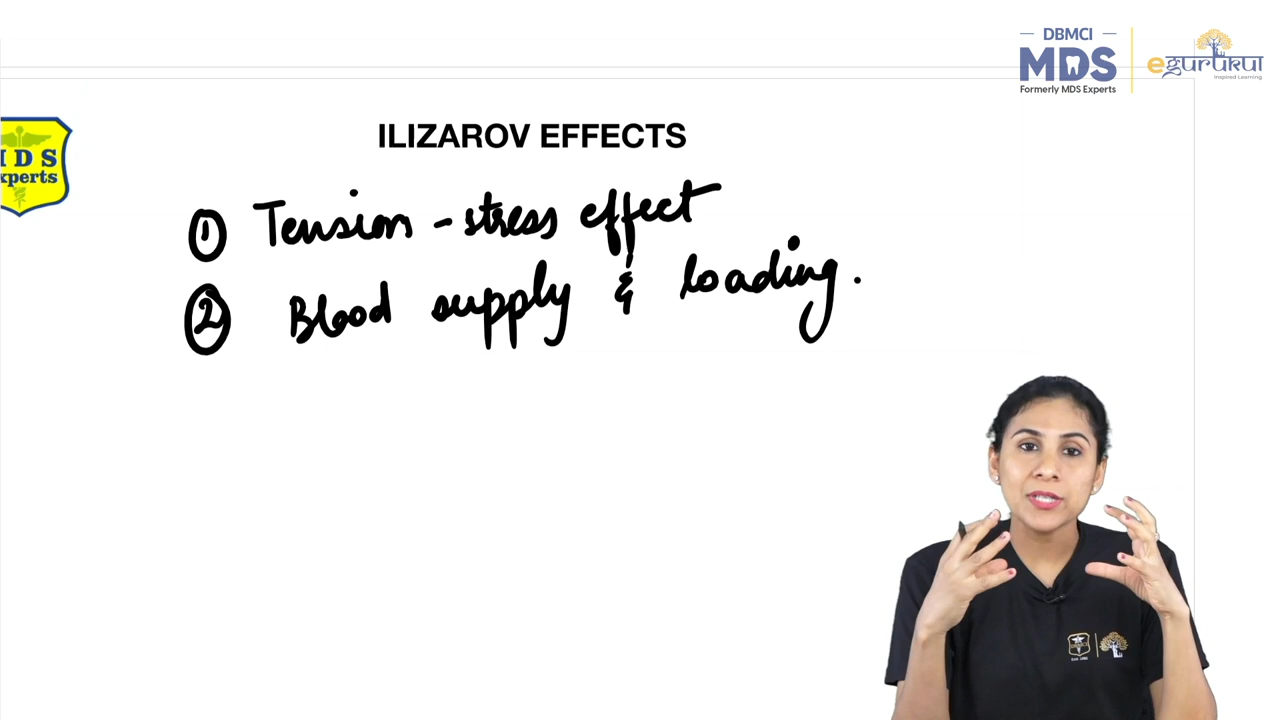 DBMCI
MDS
Formerly MDS Experts
egurukul
Inspired Learning
MDS
xperts
ILIZAROV EFFECTS
① Tension - stress effect
② Blood supply & loading.